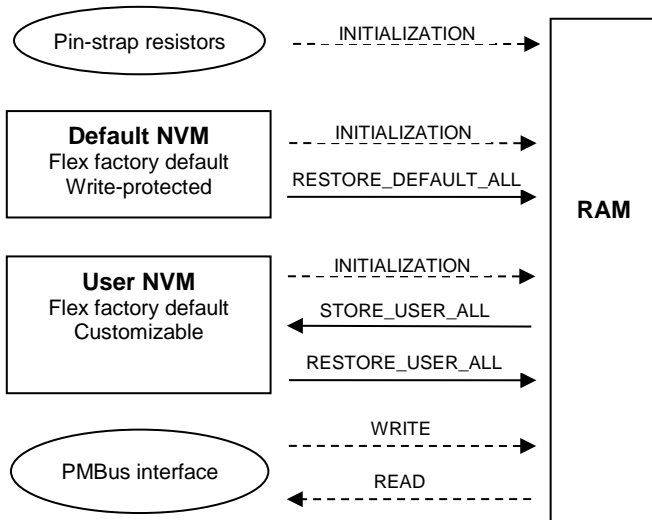 Pin-strap resistors
INITIALIZATION
Default NVM
Flex factory default
Write-protected
INITIALIZATION
RESTORE_DEFAULT_ALL
RAM
User NVM
Flex factory default
Customizable
INITIALIZATION
STORE_USER_ALL
RESTORE_USER_ALL
PMBus interface
WRITE
READ